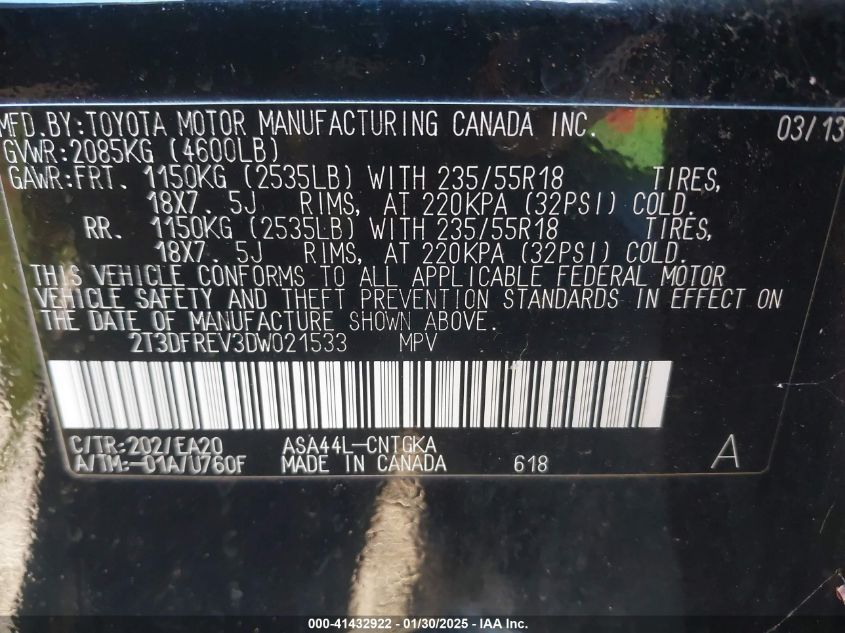 MFD. BY: TOYOTA MOTOR MANUFACTURING CANADA INC. 03/13
GVWR: 2085KG (4600LB)
GAWR: FRT. 1150KG (2535LB) WITH 235/55R18 TIRES,
18X7. 5J RIMS, AT 220KPA (32PSI) COLD.
RR. 1150KG (2535LB) WITH 235/55R18 TIRES,
18X7. 5J RIMS, AT 220KPA (32PSI) COLD.
THIS VEHICLE CONFORMS TO ALL APPLICABLE FEDERAL MOTOR
VEHICLE SAFETY AND THEFT PREVENTION STANDARDS IN EFFECT ON
THE DATE OF MANUFACTURE SHOWN ABOVE.
2T3DFREV3DW021533 MPV
C/TR: 202/EA20 ASA44L-CNTGKA A
A/TM: -01A/U760F MADE IN CANADA 618
000-41432922 - 01/30/2025 - IAA Inc.